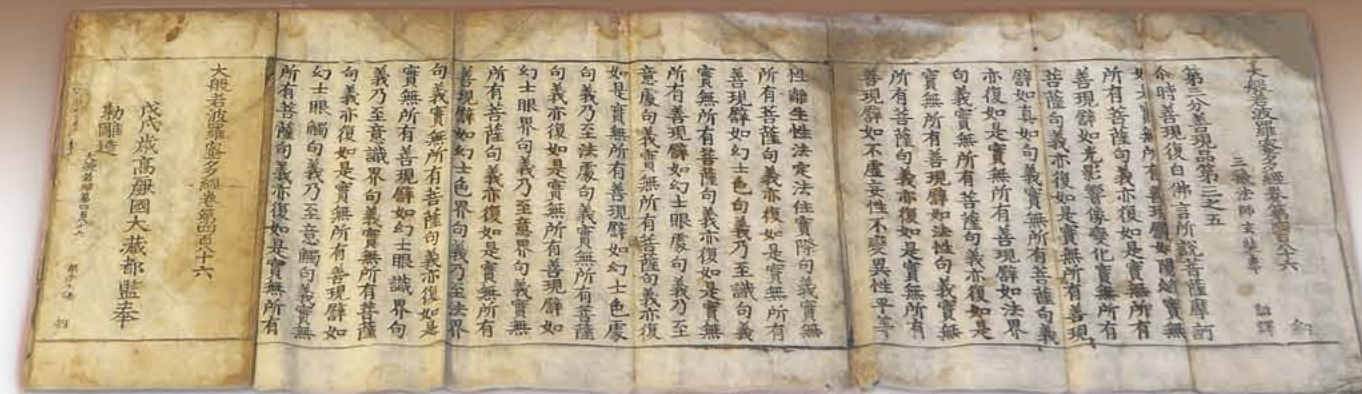 大般若波羅蜜多經卷第四百八十六
三藏法師玄奘奉 詔譯
第三分善現品第三之五
尒時善現復白佛言所說菩薩摩訶
如是實無所有善現譬如陽焰實無
所有菩薩句義亦復如是實無所有
善現譬如光影響像變化實無所有
菩薩句義亦復如是實無所有善現
譬如真如句義實無所有菩薩句義
亦復如是實無所有善現譬如法界
句義實無所有菩薩句義亦復如是
實無所有善現譬如法性句義實無
所有菩薩句義亦復如是實無所有
善現譬如不虛妄性不變異性平等
性離生性法定法住實際句義實無
所有菩薩句義亦復如是實無所有
善現譬如幻士色句義乃至識句義
實無所有菩薩句義亦復如是實無
所有善現譬如幻士眼處句義乃至
意處句義實無所有菩薩句義亦復
如是實無所有善現譬如幻士色處
句義乃至法處句義實無所有菩薩
句義亦復如是實無所有善現譬如
幻士眼界句義乃至意界句義實無
所有菩薩句義亦復如是實無所有
善現譬如幻士色界句義乃至法界
句義實無所有菩薩句義亦復如是
實無所有善現譬如幻士眼識界句
義乃至意識界句義實無所有菩薩
句義亦復如是實無所有善現譬如
幻士眼觸句義乃至意觸句義實無
所有菩薩句義亦復如是實無所有
大般若波羅蜜多經卷第四百八十六
戊戌歲高麗國大藏都監奉
勑雕造